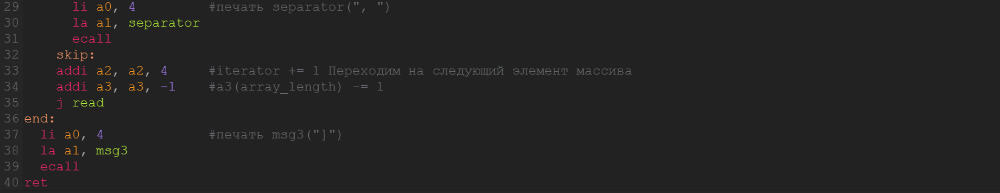 29 li a0, 4 #печать separator(", ")
30 la a1, separator
31 ecall
32 skip:
33 addi a2, a2, 4 #iterator += 1 Переходим на следующий элемент массива
34 addi a3, a3, -1 #a3(array_length) -= 1
35 j read
36 end:
37 li a0, 4 #печать msg3("]")
38 la a1, msg3
39 ecall
40 ret